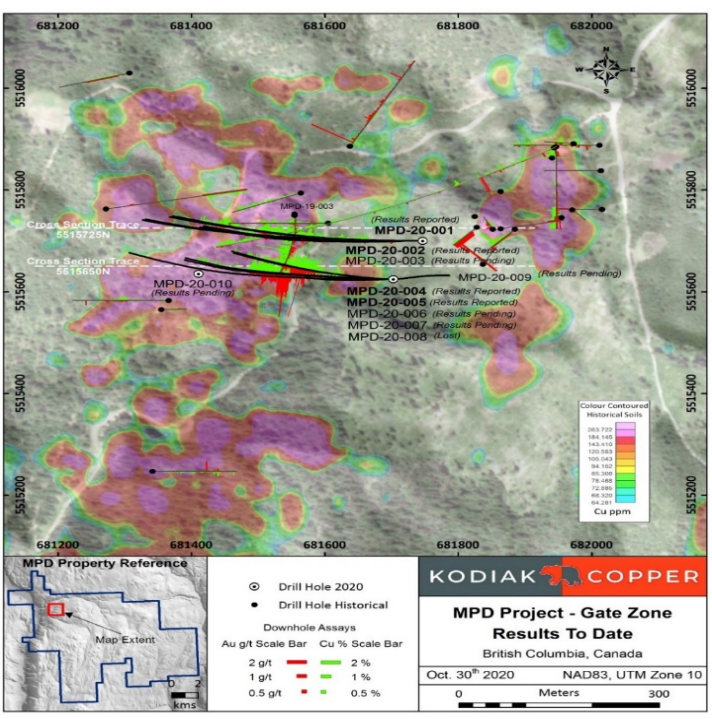 681200 681400 681600 681800 682000
N
W E
S
5516000 5516000
5515800 5515800
MPD-19-003
(Results Reported)
Cross Section Trace MPD-20-001
5515725N
MPD-20-002 (Results Reported)
MPD-20-003 (Results Pending)
Cross Section Trace
5515650N
MPD-20-009 (Results Pending)
MPD-20-010
(Results Pending)
5515600 5515600
MPD-20-004 (Results Reported)
MPD-20-005 (Results Reported)
MPD-20-006 (Results Pending)
MPD-20-007 (Results Pending)
MPD-20-008 (Lost)
5515400 5515400
Colour Contoured
Historical Soils
184.145
Cu ppm
5515200 5515200
681200 681400 681600 681800 682000
MPD Property Reference
Map Extent
0 2
kms
Drill Hole 2020
Drill Hole Historical
Downhole Assays
Au g/t Scale Bar Cu % Scale Bar
2 g/t 2 %
1 g/t 1 %
0.5 g/t 0.5 %
KODIAK COPPER
MPD Project - Gate Zone
Results To Date
British Columbia, Canada
Oct. 30th 2020 NAD83, UTM Zone 10
Meters
0 300